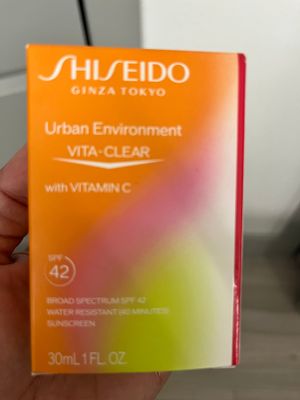 SHISEIDO
GINZA TOKYO
Urban Environment
VITA-CLEAR
with VITAMIN C
SPF
42
BROAD SPECTRUM SPF 42
WATER RESISTANT (40 MINUTES)
SUNSCREEN
30mL 1 FL. OZ.